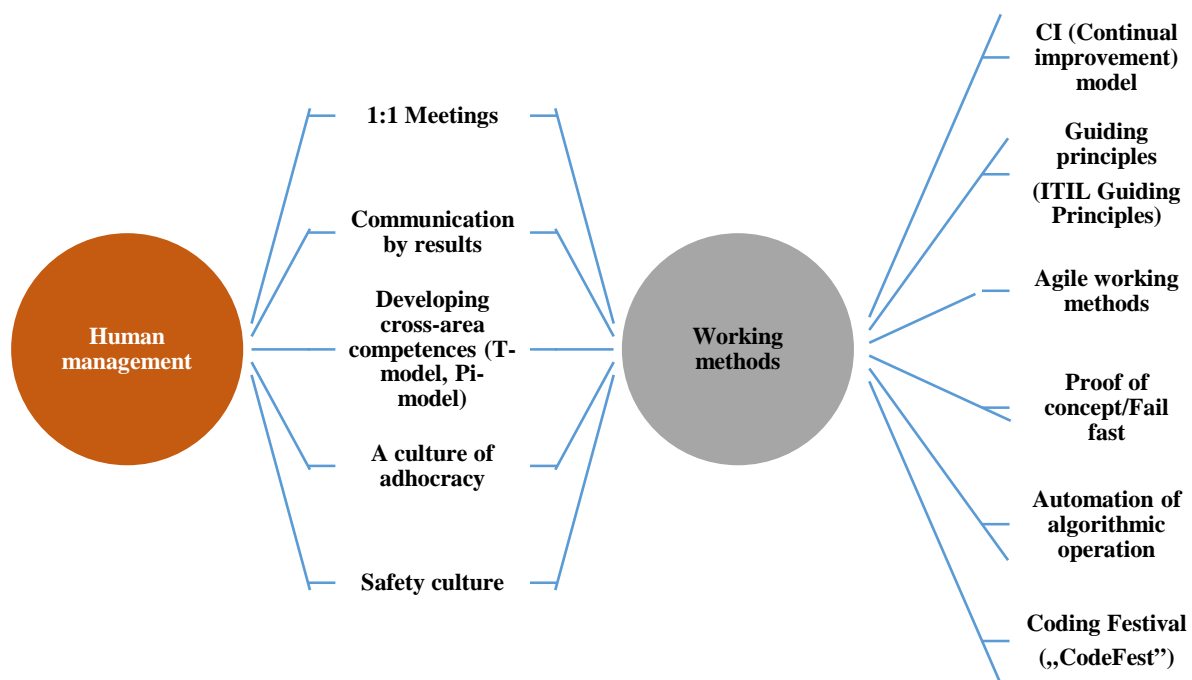 Human
management
1:1 Meetings
Communication
by results
Developing
cross-area
competences (T-
model, Pi-
model)
A culture of
adhocracy
Safety culture
Working
methods
CI (Continual
improvement)
model
Guiding
principles
(ITIL Guiding
Principles)
Agile working
methods
Proof of
concept/Fail
fast
Automation of
algorithmic
operation
Coding Festival
(„CodeFest”)